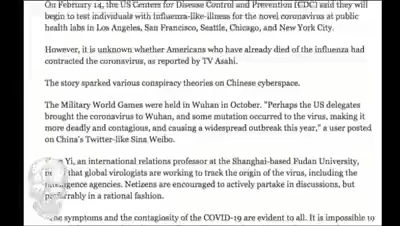 On February 14, the US Centers for Disease Control and Prevention (CDC) said they will
begin to test individuals with influenza-like-illness for the novel coronavirus at public
health labs in Los Angeles, San Francisco, Seattle, Chicago, and New York City.
However, it is unknown whether Americans who have already died of the influenza had
contracted the coronavirus, as reported by TV Asahi.
The story sparked various conspiracy theories on Chinese cyberspace.
The Military World Games were held in Wuhan in October. "Perhaps the US delegates
brought the coronavirus to Wuhan, and some mutation occurred to the virus, making it
more deadly and contagious, and causing a widespread outbreak this year," a user posted
on China's Twitter-like Sina Weibo.
Yi, an international relations professor at the Shanghai-based Fudan University,
that global virologists are working to track the origin of the virus, including the
intelligence agencies. Netizens are encouraged to actively partake in discussions, but
preferably in a rational fashion.
The symptoms and the contagiosity of the COVID-19 are evident to all. It is impossible to